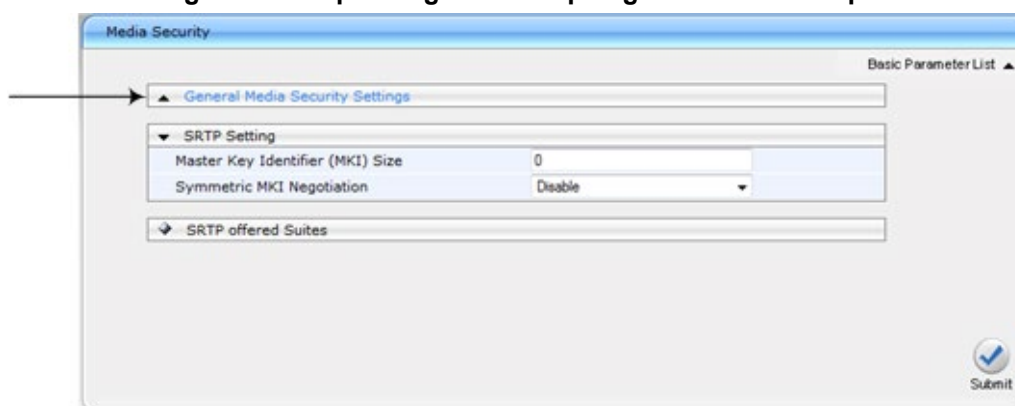 Media Security
Basic Parameter List
General Media Security Settings
SRTP Setting
Master Key Identifier (MKI) Size 0
Symmetric MKI Negotiation Disable
SRTP offered Suites
Submit